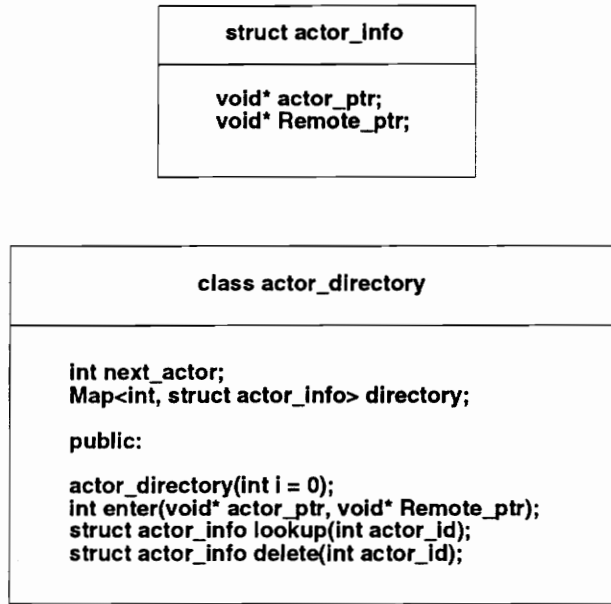 struct actor_info
void* actor_ptr;
void* Remote_ptr;
class actor_directory
int next_actor;
Map<int, struct actor_info> directory;
public:
actor_directory(int i = 0);
int enter(void* actor_ptr, void* Remote_ptr);
struct actor_info lookup(int actor_id);
struct actor_info delete(int actor_id);